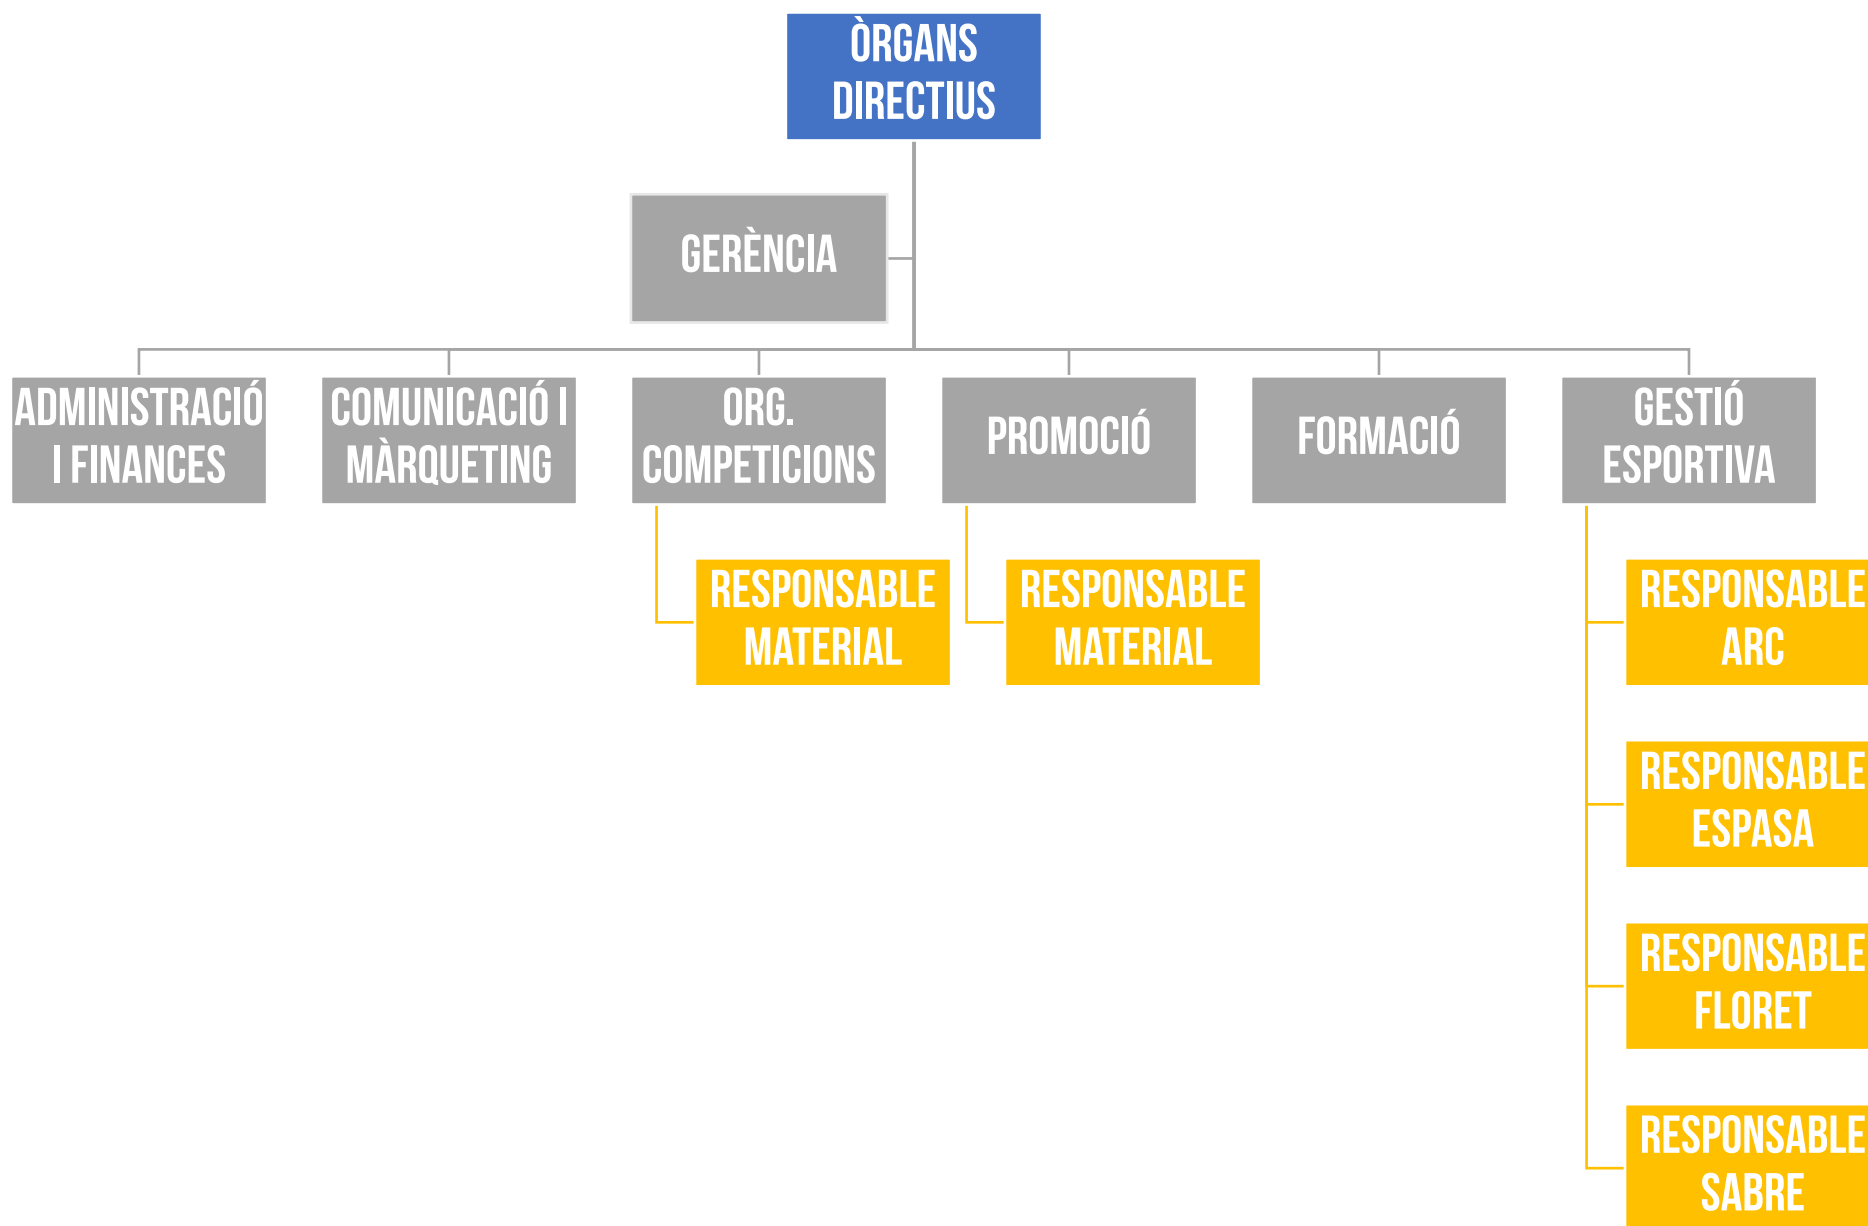 ÒRGANS
DIRECTIUS
GERÈNCIA
ADMINISTRACIÓ
I FINANCES
COMUNICACIÓ I
MÀRQUETING
ORG.
COMPETICIONS
PROMOCIÓ
FORMACIÓ
GESTIÓ
ESPORTIVA
RESPONSABLE
MATERIAL
RESPONSABLE
MATERIAL
RESPONSABLE
ARC
RESPONSABLE
ESPASA
RESPONSABLE
FLORET
RESPONSABLE
SABRE